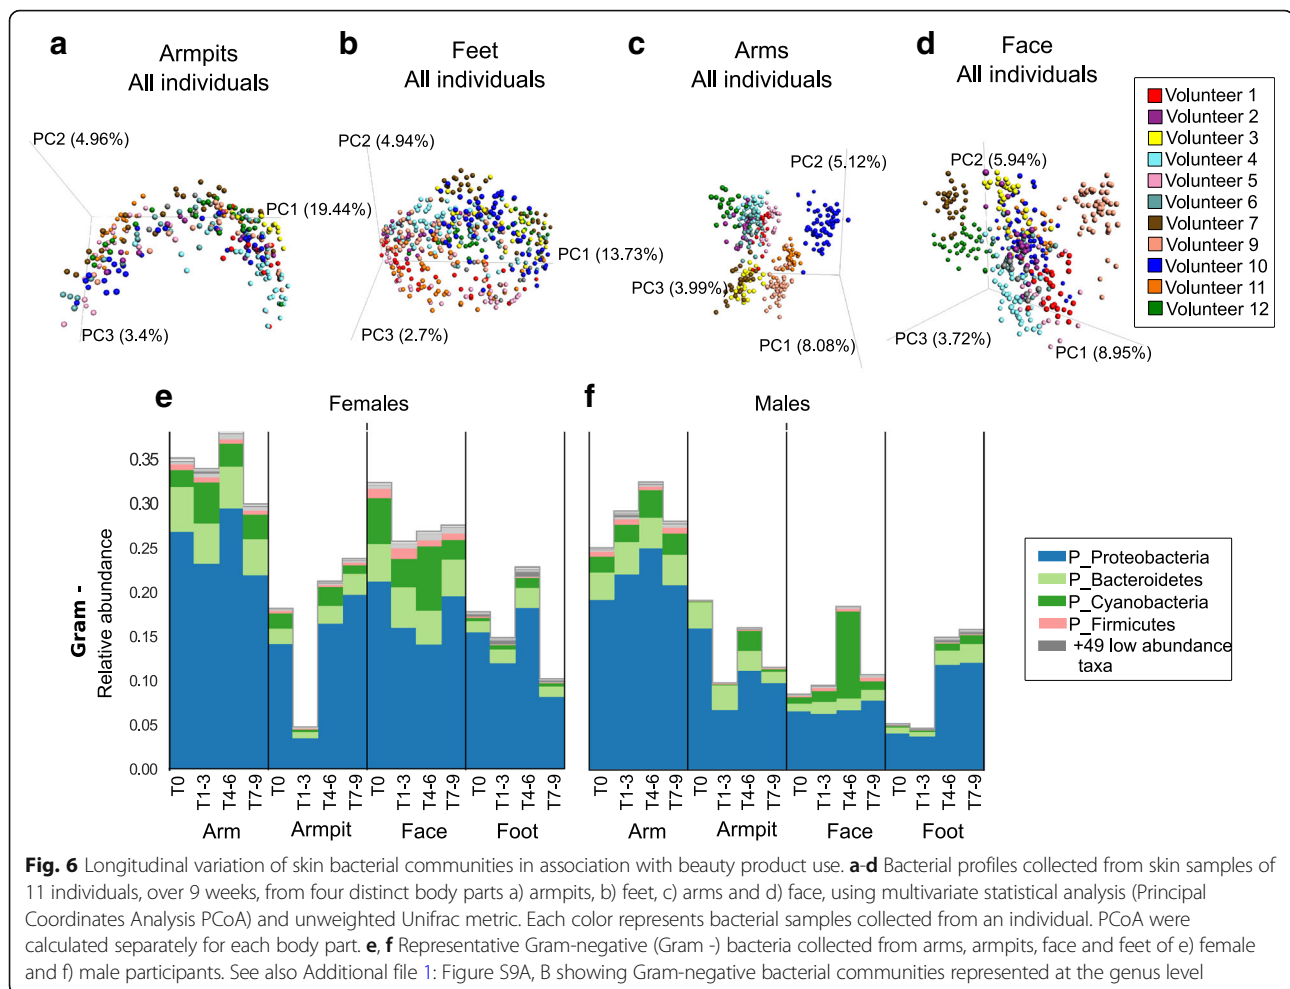 a
Armpits
All individuals
PC2 (4.96%)
PC1 (19.44%)
PC3 (3.4%)
b
Feet
All individuals
PC2 (4.94%)
PC1 (13.73%)
PC3 (2.7%)
c
Arms
All individuals
PC2 (5.12%)
PC3 (3.99%)
PC1 (8.08%)
d
Face
All individuals
PC2 (5.94%)
PC3 (3.72%)
PC1 (8.95%)
Volunteer 1
Volunteer 2
Volunteer 3
Volunteer 4
Volunteer 5
Volunteer 6
Volunteer 7
Volunteer 9
Volunteer 10
Volunteer 11
Volunteer 12
e
Females
f
Males
Gram -
Relative abundance
0.35
0.30
0.25
0.20
0.15
0.10
0.05
0.00
T0 T1-3 T4-6 T7-9 T0 T1-3 T4-6 T7-9 T0 T1-3 T4-6 T7-9 T0 T1-3 T4-6 T7-9
Arm Armpit Face Foot
T0 T1-3 T4-6 T7-9 T0 T1-3 T4-6 T7-9 T0 T1-3 T4-6 T7-9 T0 T1-3 T4-6 T7-9
Arm Armpit Face Foot
P_Proteobacteria
P_Bacteroidetes
P_Cyanobacteria
P_Firmicutes
+49 low abundance
taxa
Fig. 6 Longitudinal variation of skin bacterial communities in association with beauty product use. a-d Bacterial profiles collected from skin samples of
11 individuals, over 9 weeks, from four distinct body parts a) armpits, b) feet, c) arms and d) face, using multivariate statistical analysis (Principal
Coordinates Analysis PCoA) and unweighted Unifrac metric. Each color represents bacterial samples collected from an individual. PCoA were
calculated separately for each body part. e, f Representative Gram-negative (Gram -) bacteria collected from arms, armpits, face and feet of e) female
and f) male participants. See also Additional file 1: Figure S9A, B showing Gram-negative bacterial communities represented at the genus level